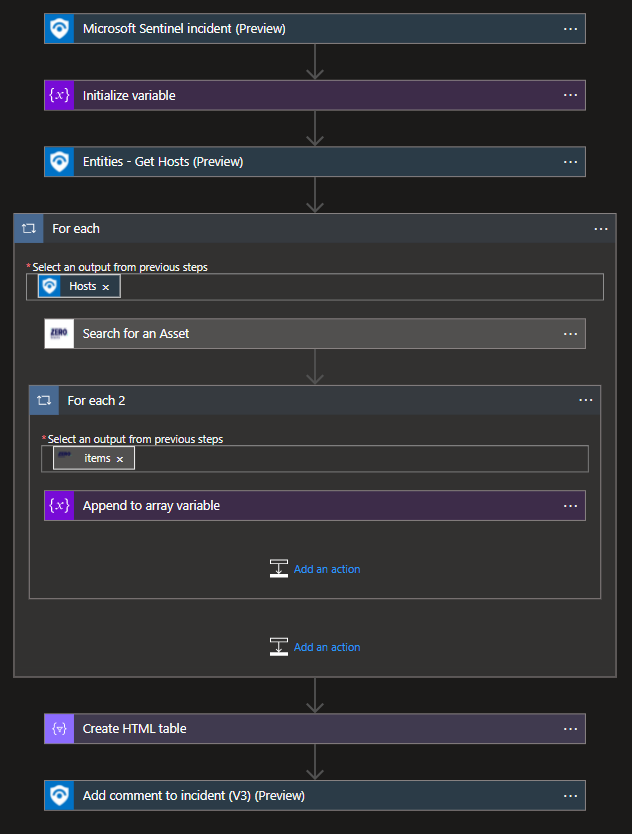 Microsoft Sentinel incident (Preview)
{x} Initialize variable
Entities - Get Hosts (Preview)
For each
* Select an output from previous steps
Hosts ×
ZERO Search for an Asset
For each 2
* Select an output from previous steps
items ×
{x} Append to array variable
Add an action
Add an action
Create HTML table
Add comment to incident (V3) (Preview)